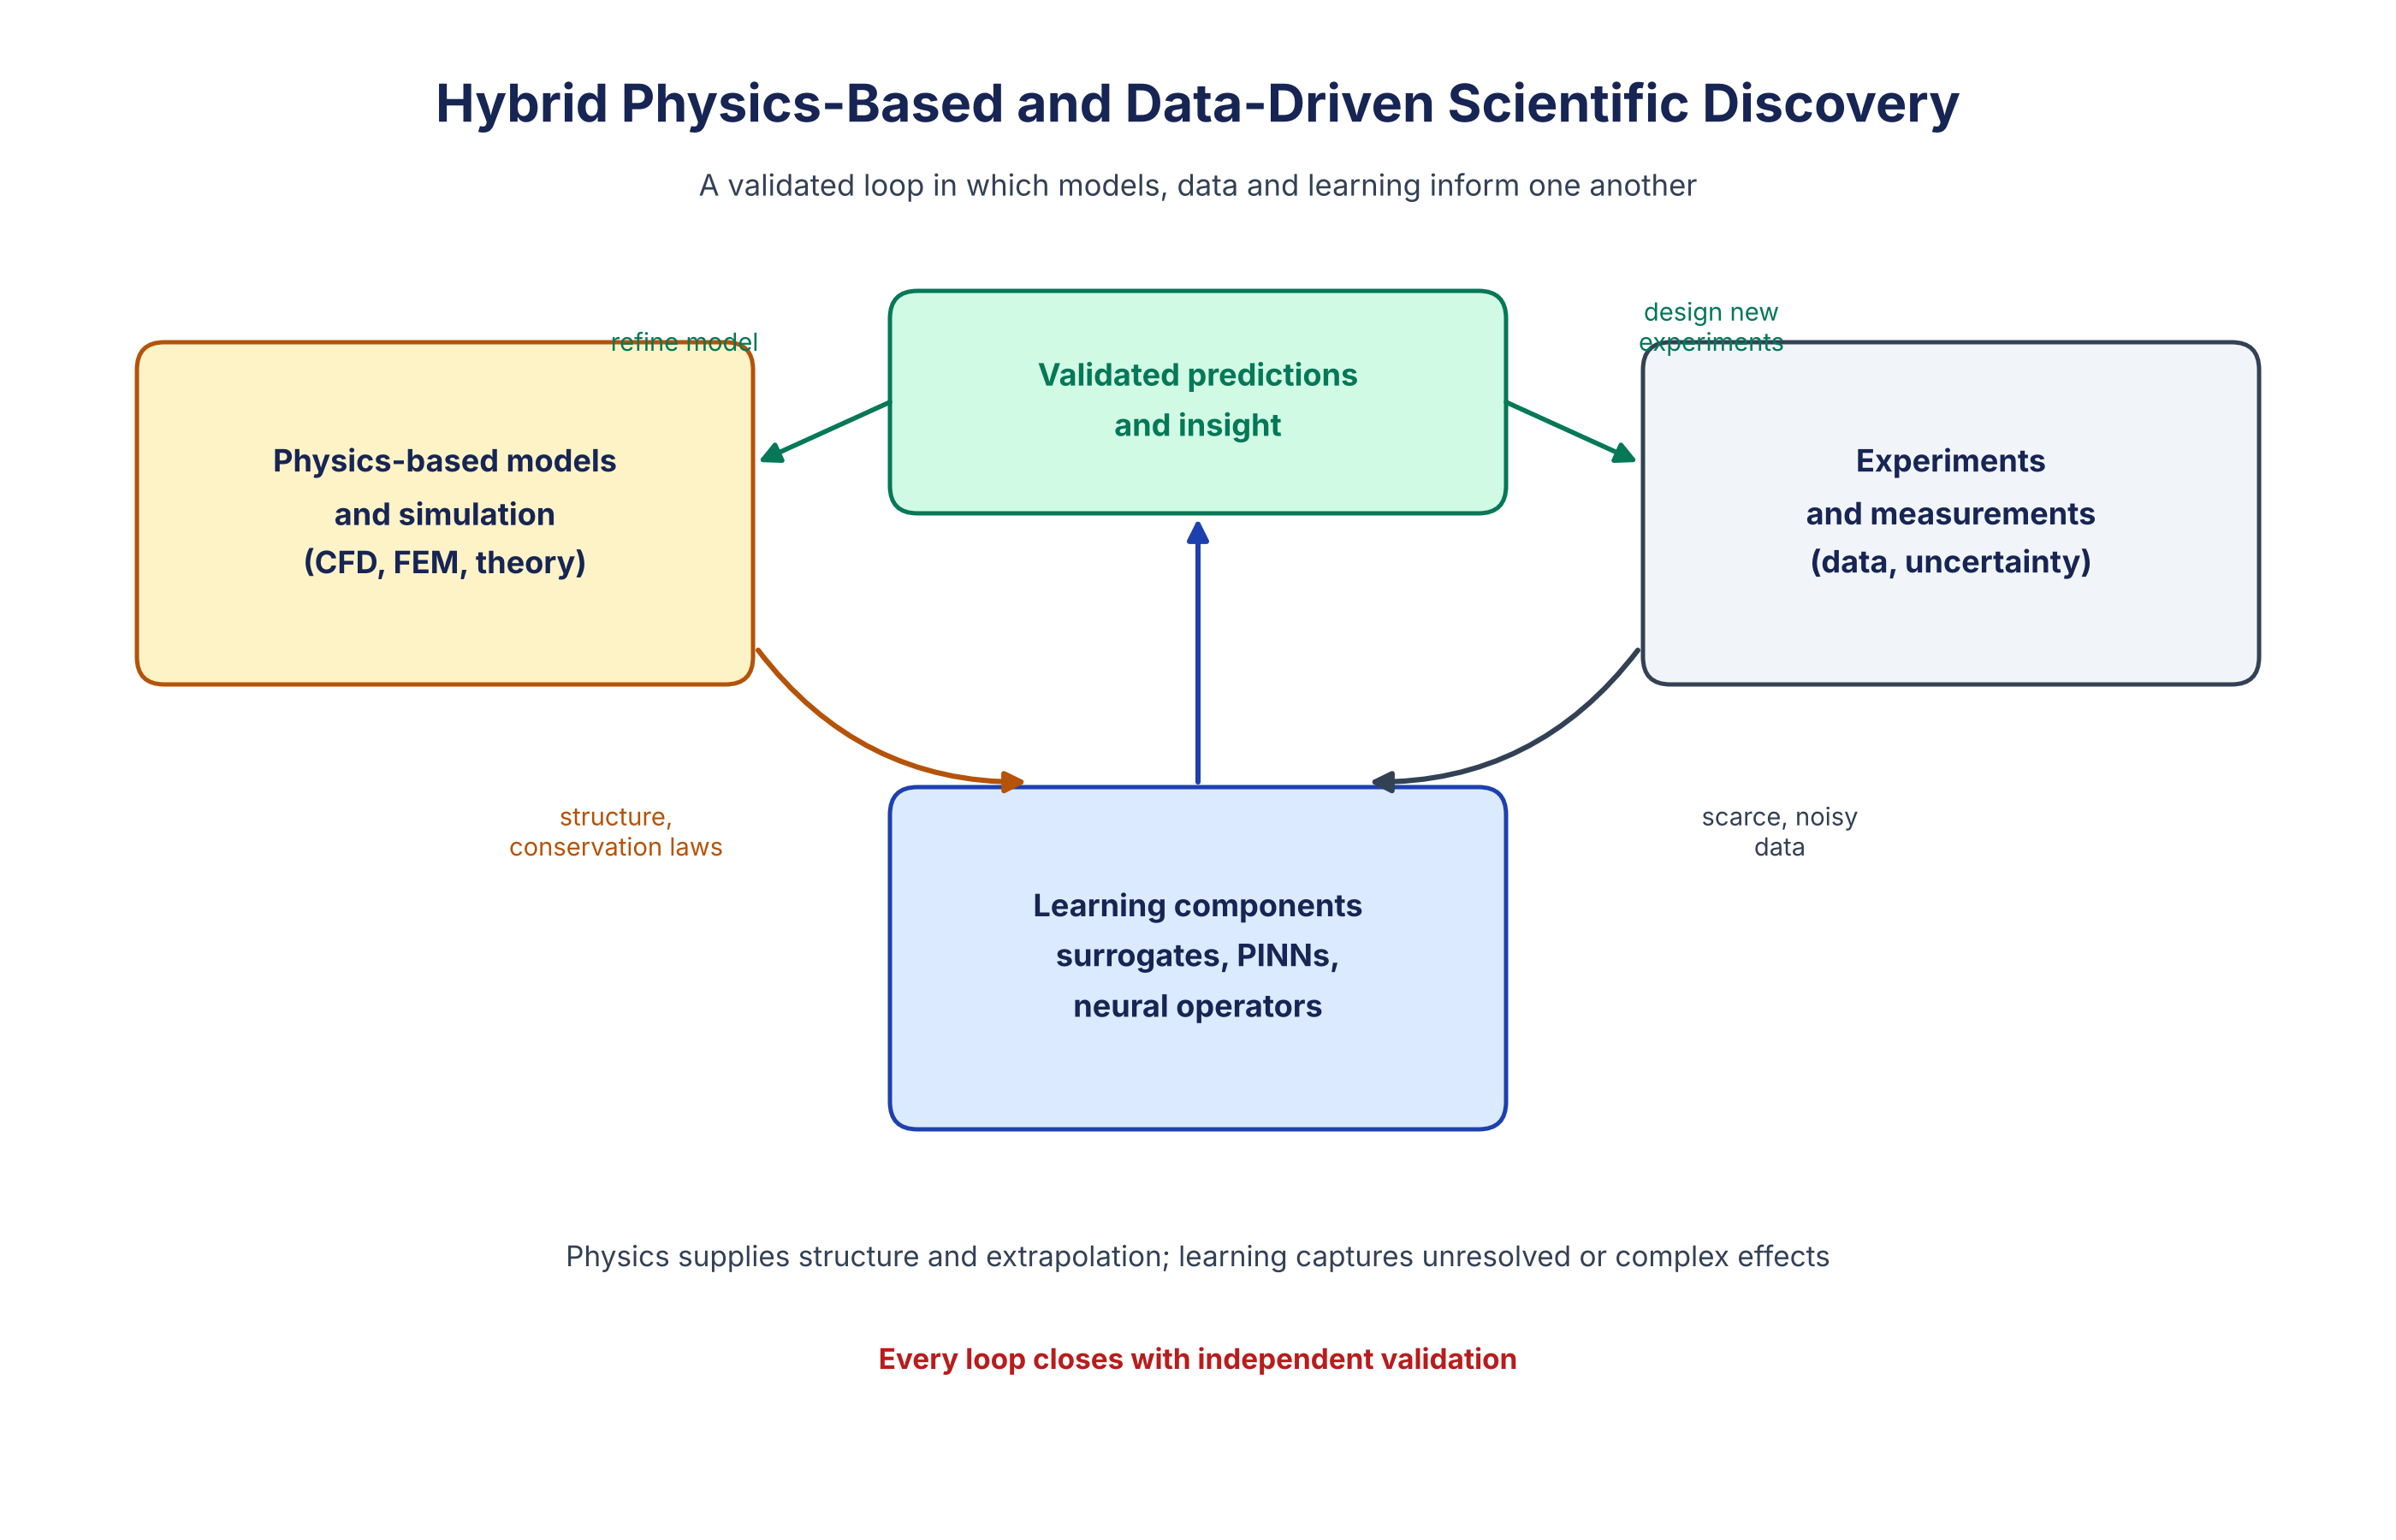 Hybrid Physics-Based and Data-Driven Scientific Discovery
A validated loop in which models, data and learning inform one another
refine model
design new
experiments
Validated predictions
and insight
Physics-based models
and simulation
(CFD, FEM, theory)
Experiments
and measurements
(data, uncertainty)
structure,
conservation laws
scarce, noisy
data
Learning components
surrogates, PINNs,
neural operators
Physics supplies structure and extrapolation; learning captures unresolved or complex effects
Every loop closes with independent validation